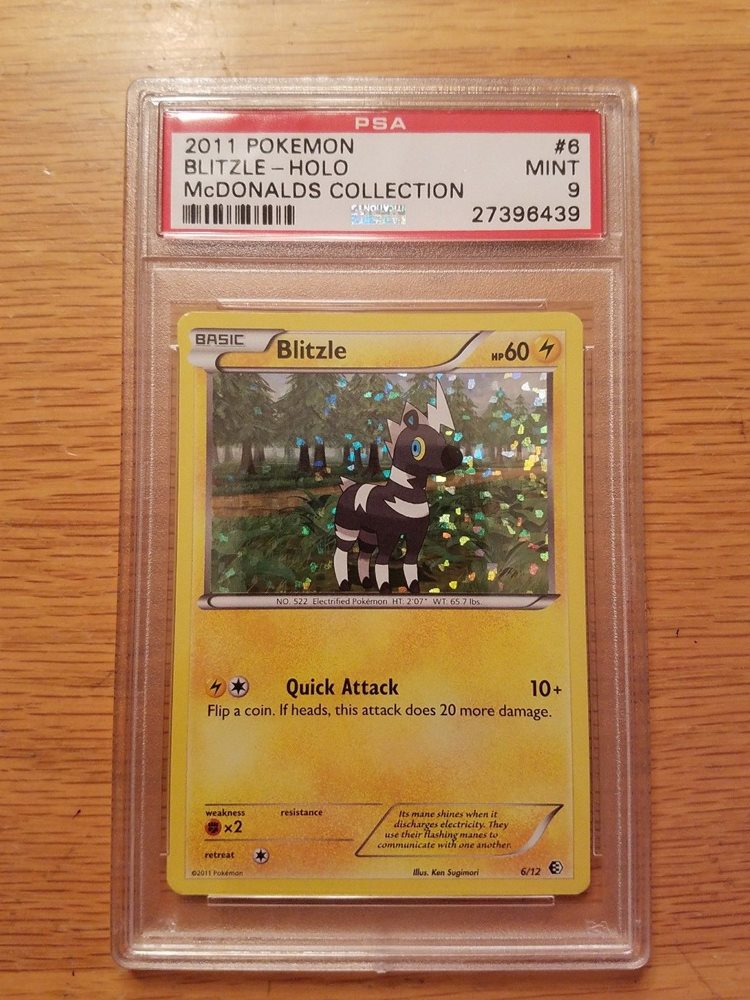 PSA
2011 POKEMON #6
BLITZLE – HOLO MINT
McDONALDS COLLECTION 9
27396439
BASIC Blitzle HP60
NO. 522 Electrified Pokémon HT: 2'07" WT: 65.7 lbs.
Quick Attack 10+
Flip a coin. If heads, this attack does 20 more damage.
weakness resistance
×2
retreat
Its mane shines when it
discharges electricity. They
use their flashing manes to
communicate with one another.
©2011 Pokémon Illus. Ken Sugimori 6/12